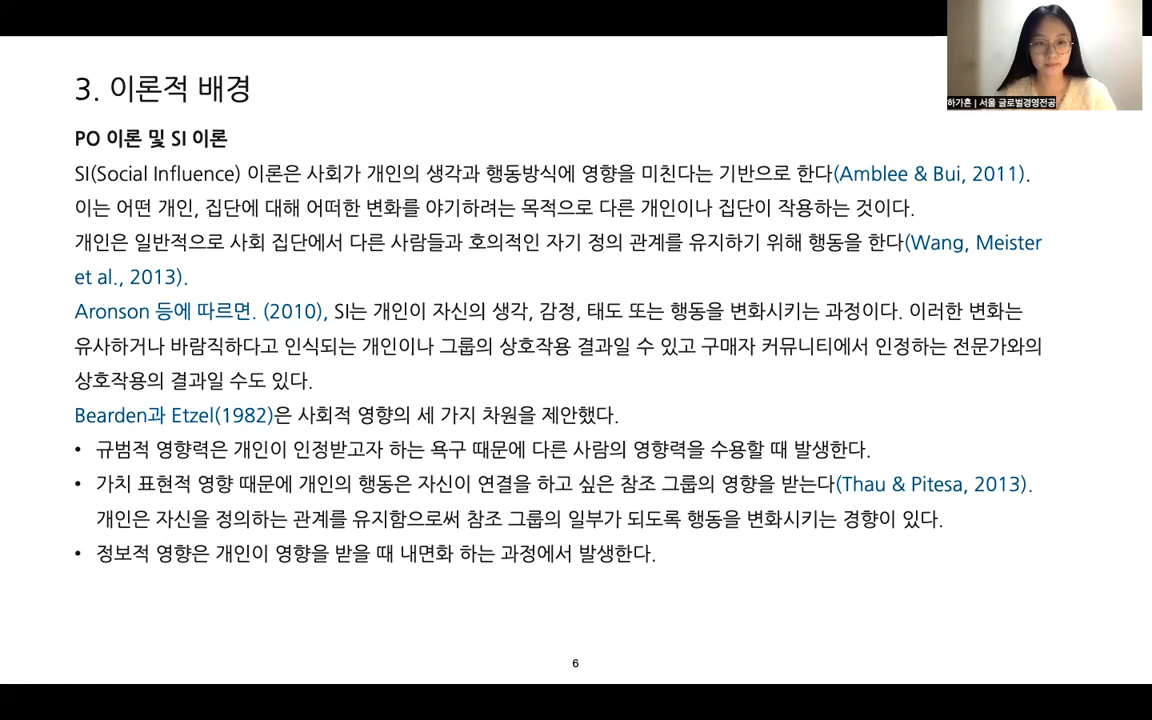 3. 이론적 배경
하가흔 | 서울 글로벌경영전공
PO 이론 및 SI 이론
SI(Social Influence) 이론은 사회가 개인의 생각과 행동방식에 영향을 미친다는 기반으로 한다(Amblee & Bui, 2011).
이는 어떤 개인, 집단에 대해 어떠한 변화를 야기하려는 목적으로 다른 개인이나 집단이 작용하는 것이다.
개인은 일반적으로 사회 집단에서 다른 사람들과 호의적인 자기 정의 관계를 유지하기 위해 행동을 한다(Wang, Meister
et al., 2013).
Aronson 등에 따르면. (2010), SI는 개인이 자신의 생각, 감정, 태도 또는 행동을 변화시키는 과정이다. 이러한 변화는
유사하거나 바람직하다고 인식되는 개인이나 그룹의 상호작용 결과일 수 있고 구매자 커뮤니티에서 인정하는 전문가와의
상호작용의 결과일 수도 있다.
Bearden과 Etzel(1982)은 사회적 영향의 세 가지 차원을 제안했다.
• 규범적 영향력은 개인이 인정받고자 하는 욕구 때문에 다른 사람의 영향력을 수용할 때 발생한다.
• 가치 표현적 영향 때문에 개인의 행동은 자신이 연결을 하고 싶은 참조 그룹의 영향을 받는다(Thau & Pitesa, 2013).
개인은 자신을 정의하는 관계를 유지함으로써 참조 그룹의 일부가 되도록 행동을 변화시키는 경향이 있다.
• 정보적 영향은 개인이 영향을 받을 때 내면화 하는 과정에서 발생한다.
6